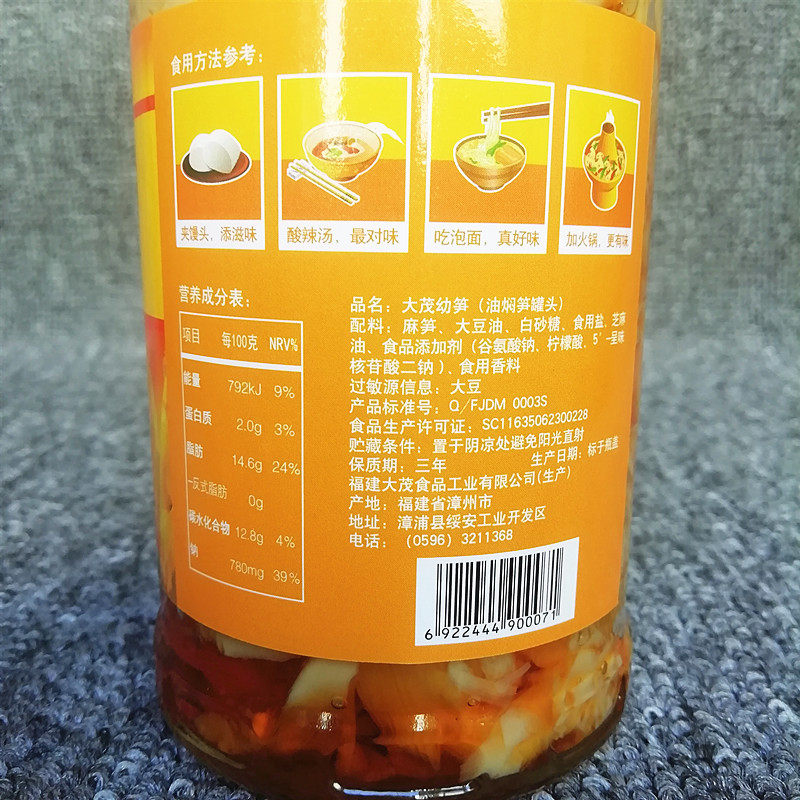 食用方法参考：
夹馒头，添滋味
酸辣汤，最对味
吃泡面，真好味
加火锅，更有味
营养成分表：
项目 每100克 NRV%
能量 792kJ 9%
蛋白质 2.0g 3%
脂肪 14.6g 24%
—反式脂肪 0g
碳水化合物 12.8g 4%
钠 780mg 39%
品名：大茂幼笋（油焖笋罐头）
配料：麻笋、大豆油、白砂糖、食用盐、芝麻
油、食品添加剂（谷氨酸钠、柠檬酸、5'-呈味
核苷酸二钠）、食用香料
过敏源信息：大豆
产品标准号：Q/FJDM 0003S
食品生产许可证：SC11635062300228
贮藏条件：置于阴凉处避免阳光直射
保质期：三年 生产日期：标于瓶盖
福建大茂食品工业有限公司(生产)
产地：福建省漳州市
地址：漳浦县绥安工业开发区
电话：（0596）3211368
6 922444 900071